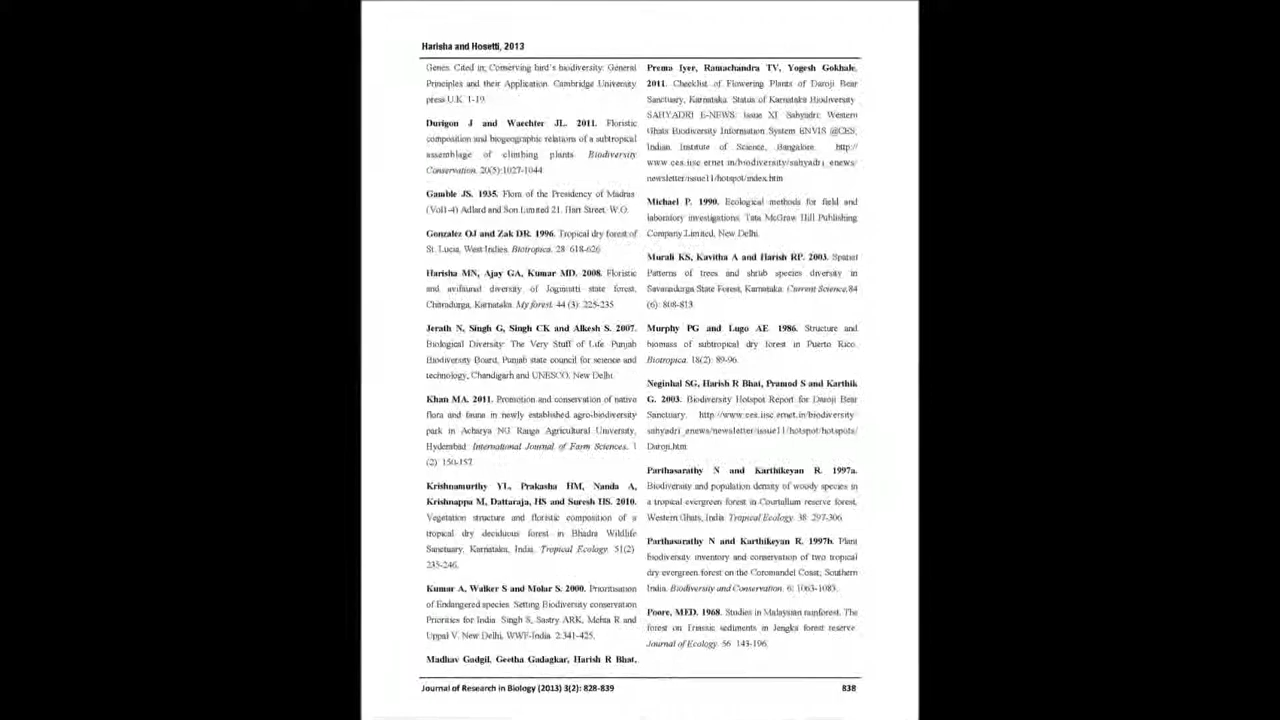 Harisha and Hosetti, 2013
Genes. Cited in; Conserving bird's biodiversity: General
Principles and their Application. Cambridge University
press U.K. 1-19.
Durigon J and Waechter JL. 2011. Floristic
composition and biogeographic relations of a subtropical
assemblage of climbing plants. Biodiversity
Conservation. 20(5):1027-1044.
Gamble JS. 1935. Flora of the Presidency of Madras
(Vol1-4) Adlard and Son Limited 21. Hart Street. W.O.
Gonzalez OJ and Zak DR. 1996. Tropical dry forest of
St. Lucia, West Indies. Biotropica. 28: 618-626.
Harisha MN, Ajay GA, Kumar MD. 2008. Floristic
and avifaunal diversity of Jogimatti state forest,
Chitradurga, Karnataka. My forest. 44 (3): 225-235.
Jerath N, Singh G, Singh CK and Alkesh S. 2007.
Biological Diversity: The Very Stuff of Life. Punjab
Biodiversity Board, Punjab state council for science and
technology, Chandigarh and UNESCO, New Delhi.
Khan MA. 2011. Promotion and conservation of native
flora and fauna in newly established agro-biodiversity
park in Acharya NG Ranga Agricultural University,
Hyderabad. International Journal of Farm Sciences. 1
(2): 150-157.
Krishnamurthy YL, Prakasha HM, Nanda A,
Krishnappa M, Dattaraja, HS and Suresh HS. 2010.
Vegetation structure and floristic composition of a
tropical dry deciduous forest in Bhadra Wildlife
Sanctuary, Karnataka, India. Tropical Ecology. 51(2):
235-246.
Kumar A, Walker S and Molur S. 2000. Prioritisation
of Endangered species. Setting Biodiversity conservation
Priorities for India. Singh S, Sastry ARK, Mehta R and
Uppal V. New Delhi, WWF-India. 2:341-425.
Madhav Gadgil, Geetha Gadagkar, Harish R Bhat,
Prema Iyer, Ramachandra TV, Yogesh Gokhale,
2011. Checklist of Flowering Plants of Daroji Bear
Sanctuary, Karnataka. Status of Karnataka Biodiversity.
SAHYADRI E-NEWS: Issue XI. Sahyadri: Western
Ghats Biodiversity Information System ENVIS @CES,
Indian Institute of Science, Bangalore. http://
www.ces.iisc.ernet.in/biodiversity/sahyadri_enews/
newsletter/issue11/hotspot/index.htm
Michael P. 1990. Ecological methods for field and
laboratory investigations. Tata McGraw Hill Publishing
Company Limited, New Delhi.
Murali KS, Kavitha A and Harish RP. 2003. Spatial
Patterns of trees and shrub species diversity in
Savanadurga State Forest, Karnataka. Current Science.84
(6): 808-813.
Murphy PG and Lugo AE. 1986. Structure and
biomass of subtropical dry forest in Puerto Rico.
Biotropica. 18(2): 89-96.
Neginhal SG, Harish R Bhat, Pramod S and Karthik
G. 2003. Biodiversity Hotspot Report for Daroji Bear
Sanctuary. http://www.ces.iisc.ernet.in/biodiversity/
sahyadri_enews/newsletter/issue11/hotspot/hotspots/
Daroji.htm
Parthasarathy N and Karthikeyan R. 1997a.
Biodiversity and population density of woody species in
a tropical evergreen forest in Courtallum reserve forest,
Western Ghats, India. Tropical Ecology. 38: 297-306.
Parthasarathy N and Karthikeyan R. 1997b. Plant
biodiversity inventory and conservation of two tropical
dry evergreen forest on the Coromandel Coast, Southern
India. Biodiversity and Conservation. 6: 1063-1083.
Poore, MED. 1968. Studies in Malaysian rainforest. The
forest on Triassic sediments in Jengka forest reserve.
Journal of Ecology. 56: 143-196.
Journal of Research in Biology (2013) 3(2): 828-839 838